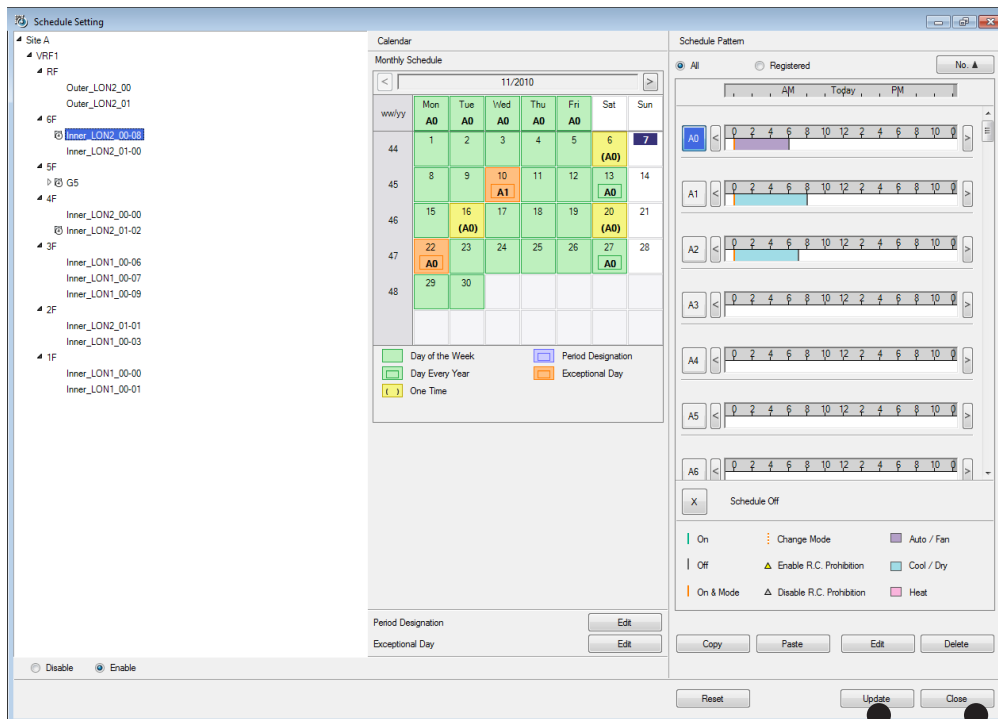 Schedule Setting
Site A
VRF1
RF
Outer_LON2_00
Outer_LON2_01
6F
Inner_LON2_00-08
Inner_LON2_01-00
5F
G5
4F
Inner_LON2_00-00
Inner_LON2_01-02
3F
Inner_LON1_00-06
Inner_LON1_00-07
Inner_LON1_00-09
2F
Inner_LON2_01-01
Inner_LON1_00-03
1F
Inner_LON1_00-00
Inner_LON1_00-01
Disable Enable
Calendar
Monthly Schedule
< 11/2010 >
ww/yy Mon Tue Wed Thu Fri Sat Sun
A0 A0 A0 A0 A0
44 1 2 3 4 5 6 7
(A0)
45 8 9 10 11 12 13 14
A1 A0
46 15 16 17 18 19 20 21
(A0) (A0)
47 22 23 24 25 26 27 28
A0 A0
48 29 30
Day of the Week Period Designation
Day Every Year Exceptional Day
( ) One Time
Period Designation Edit
Exceptional Day Edit
Schedule Pattern
All Registered No. ▲
AM Today PM
A0 < 0 2 4 6 8 10 12 2 4 6 8 10 0 >
A1 < 0 2 4 6 8 10 12 2 4 6 8 10 0 >
A2 < 0 2 4 6 8 10 12 2 4 6 8 10 0 >
A3 < 0 2 4 6 8 10 12 2 4 6 8 10 0 >
A4 < 0 2 4 6 8 10 12 2 4 6 8 10 0 >
A5 < 0 2 4 6 8 10 12 2 4 6 8 10 0 >
A6 < 0 2 4 6 8 10 12 2 4 6 8 10 0 >
X Schedule Off
On Change Mode Auto / Fan
Off Enable R.C. Prohibition Cool / Dry
On & Mode Disable R.C. Prohibition Heat
Copy Paste Edit Delete
Reset Update Close